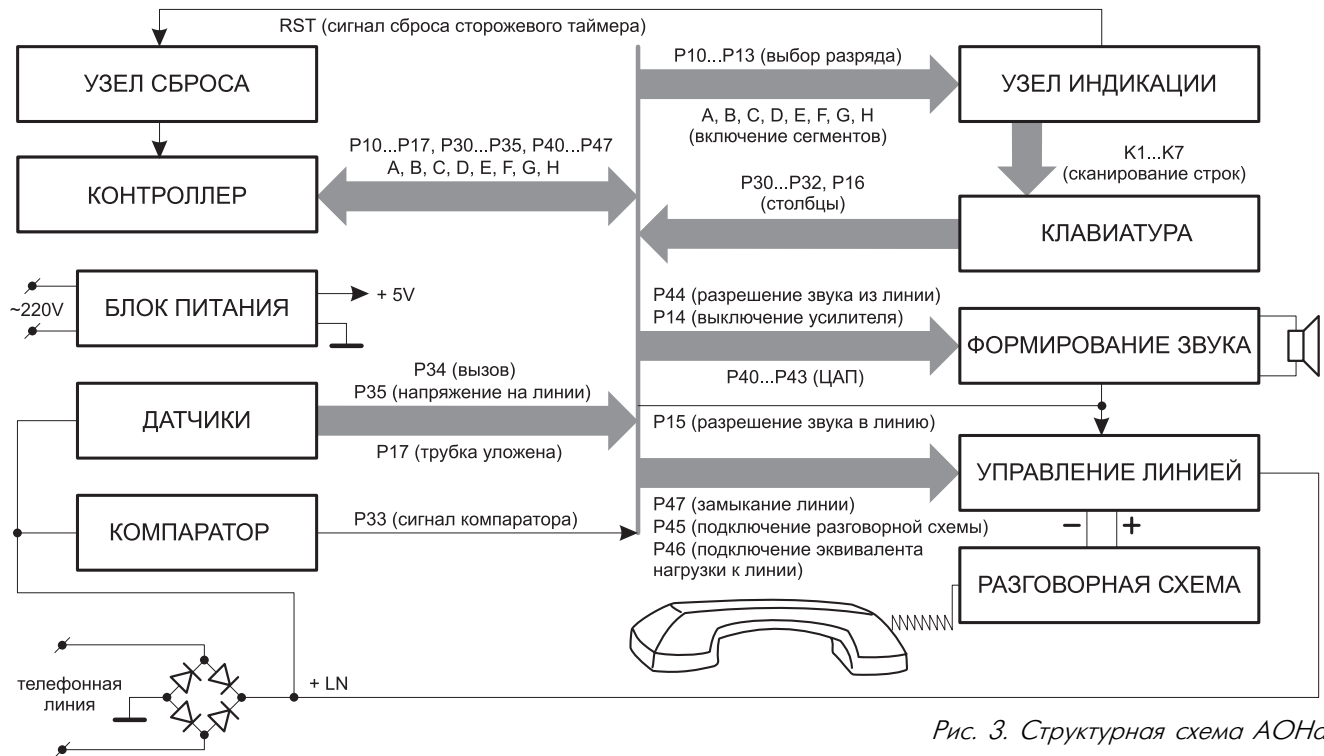 RST (сигнал сброса сторожевого таймера)
УЗЕЛ СБРОСА
P10...P13 (выбор разряда)
УЗЕЛ ИНДИКАЦИИ
A, B, C, D, E, F, G, H
(включение сегментов)
P10...P17, P30...P35, P40...P47
A, B, C, D, E, F, G, H
K1...K7
(сканирование строк)
КОНТРОЛЛЕР
P30...P32, P16
(столбцы)
КЛАВИАТУРА
~220V
БЛОК ПИТАНИЯ
+ 5V
P44 (разрешение звука из линии)
P14 (выключение усилителя)
ФОРМИРОВАНИЕ ЗВУКА
P40...P43 (ЦАП)
P34 (вызов)
P35 (напряжение на линии)
ДАТЧИКИ
P17 (трубка уложена)
P15 (разрешение звука в линию)
УПРАВЛЕНИЕ ЛИНИЕЙ
КОМПАРАТОР
P33 (сигнал компаратора)
P47 (замыкание линии)
P45 (подключение разговорной схемы)
P46 (подключение эквивалента
нагрузки к линии)
− +
РАЗГОВОРНАЯ СХЕМА
телефонная
линия
+ LN
Рис. 3. Структурная схема АОНа